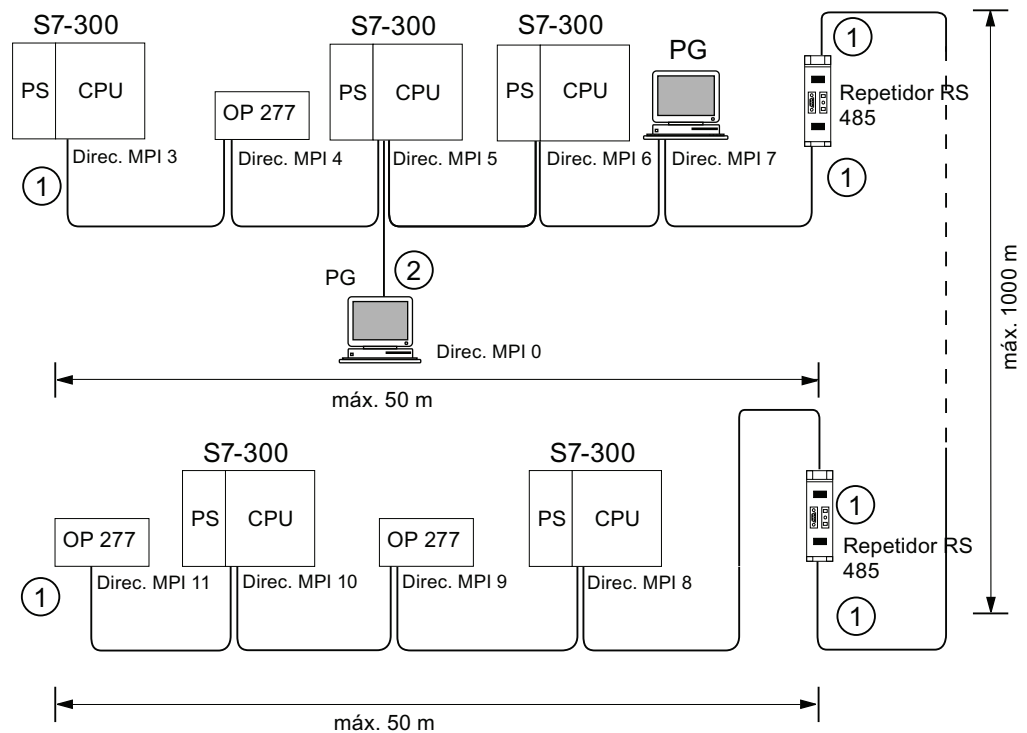 S7-300
S7-300
S7-300
PG
1
PS
CPU
OP 277
PS
CPU
PS
CPU
Repetidor RS
485
Direc. MPI 3
Direc. MPI 4
Direc. MPI 5
Direc. MPI 6
Direc. MPI 7
1
1
PG
2
Direc. MPI 0
máx. 1000 m
máx. 50 m
S7-300
S7-300
OP 277
PS
CPU
OP 277
PS
CPU
1
Repetidor RS
485
Direc. MPI 11
Direc. MPI 10
Direc. MPI 9
Direc. MPI 8
1
1
máx. 50 m